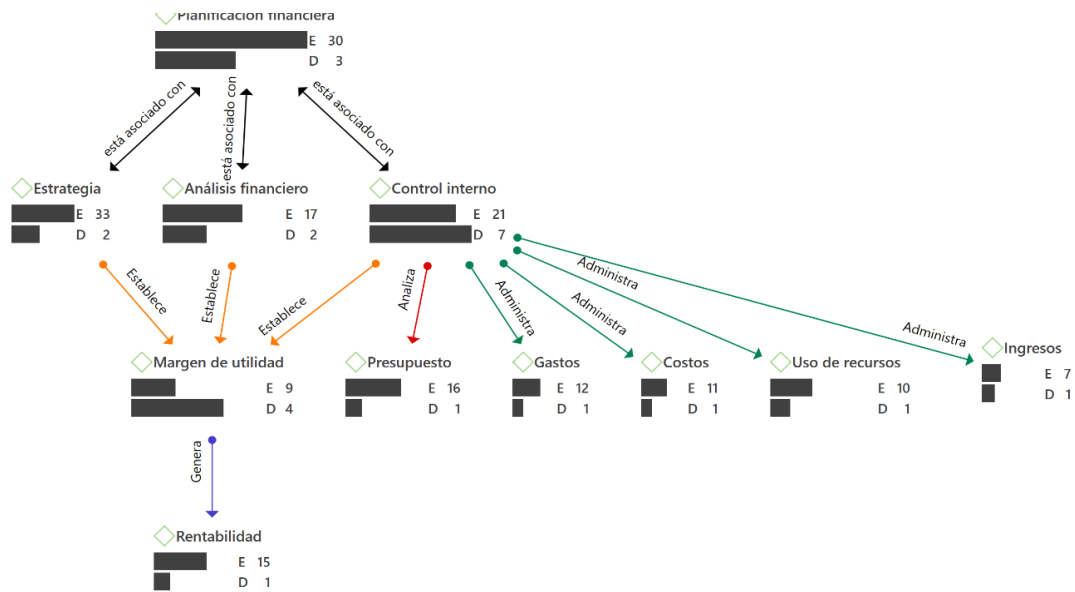 Planificación financiera
E 30
D 3
está asociado con
está asociado con
está asociado con
Estrategia
E 33
D 2
Análisis financiero
E 17
D 2
Control interno
E 21
D 7
Establece
Establece
Establece
Analiza
Administra
Administra
Administra
Administra
Margen de utilidad
E 9
D 4
Presupuesto
E 16
D 1
Gastos
E 12
D 1
Costos
E 11
D 1
Uso de recursos
E 10
D 1
Ingresos
E 7
D 1
Genera
Rentabilidad
E 15
D 1